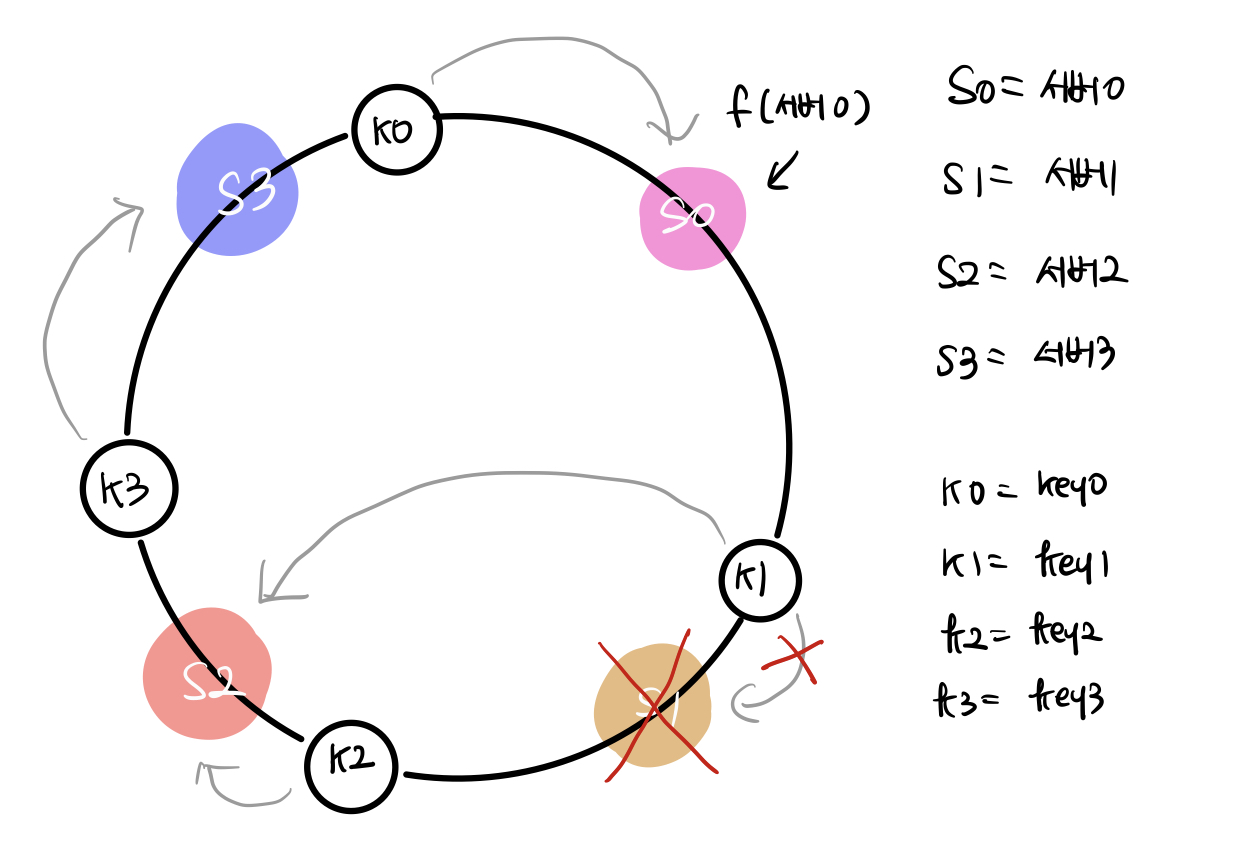 K0
S3
f(서버0)
S0
K3
K1
S2
S1
K2
S0= 서버0
S1= 서버1
S2= 서버2
S3= 서버3
K0= key0
K1= key1
k2= key2
k3= key3